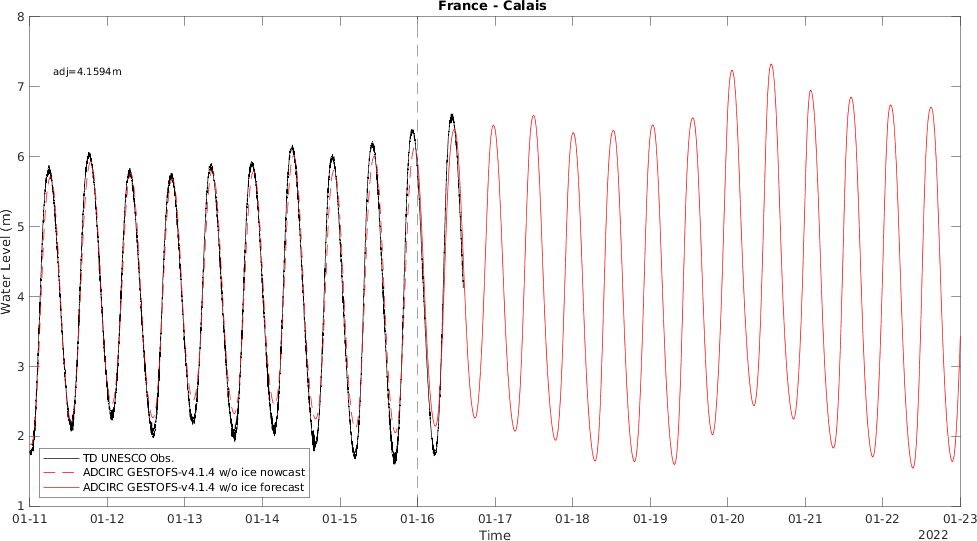 France - Calais
8
adj=4.1594m
7
6
5
4
3
2
1
Water Level (m)
TD UNESCO Obs.
ADCIRC GESTOFS-v4.1.4 w/o ice nowcast
ADCIRC GESTOFS-v4.1.4 w/o ice forecast
01-11 01-12 01-13 01-14 01-15 01-16 01-17 01-18 01-19 01-20 01-21 01-22 01-23
Time
2022